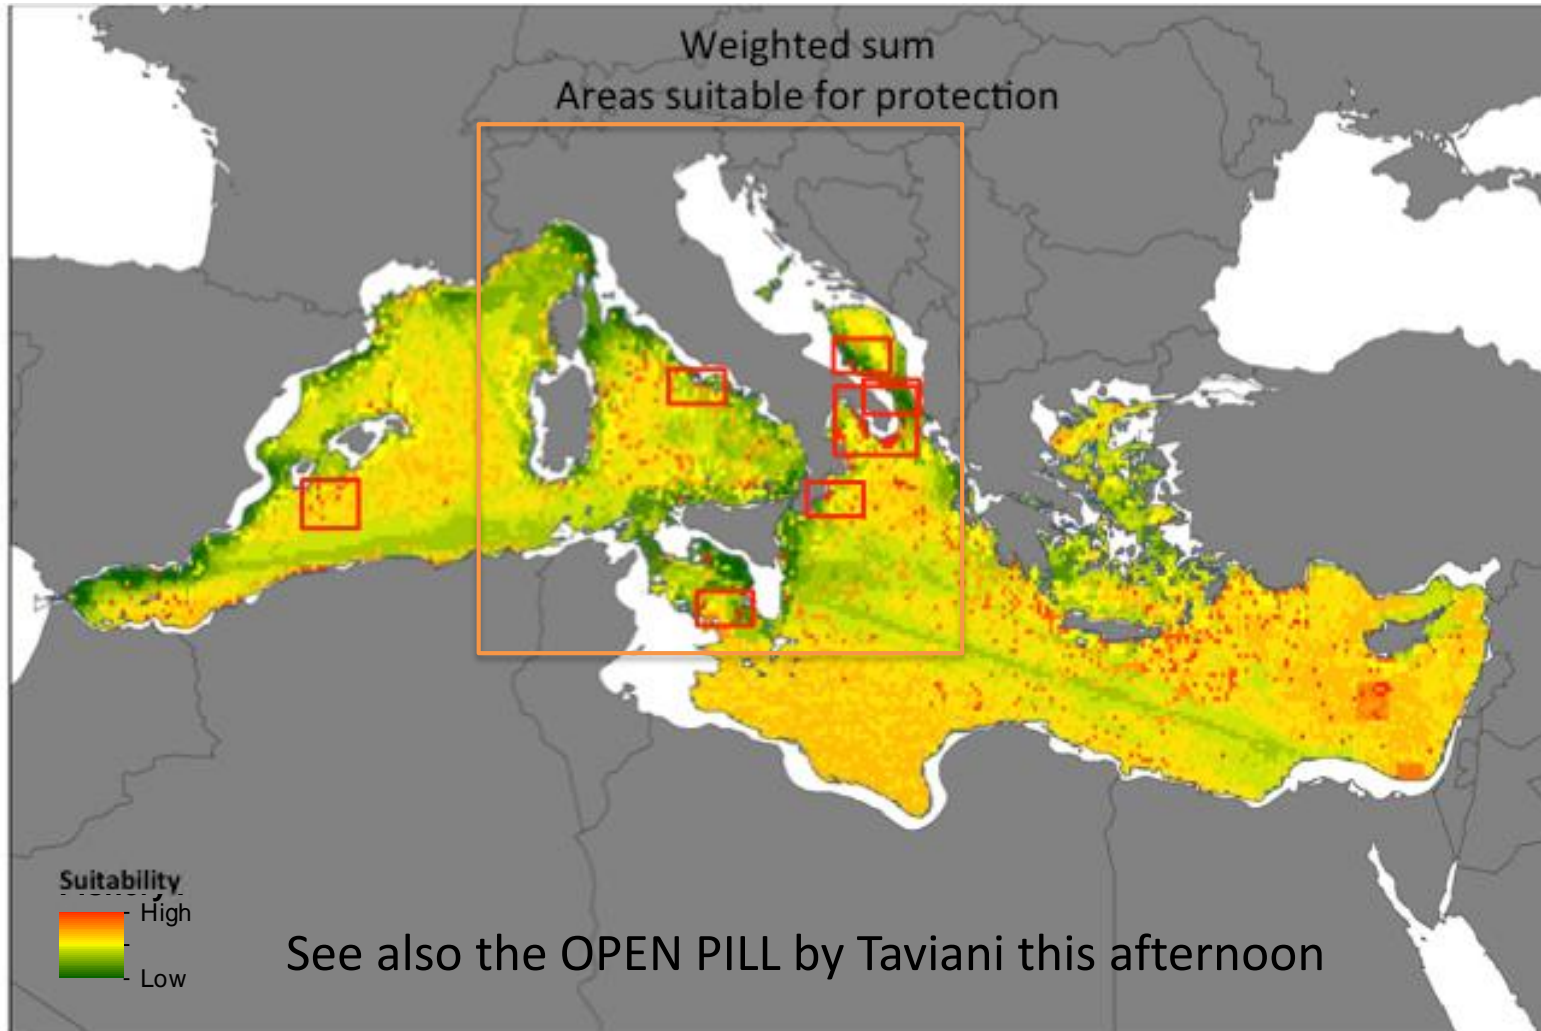 Weighted sum
Areas suitable for protection
Suitability
High
Low
See also the OPEN PILL by Taviani this afternoon